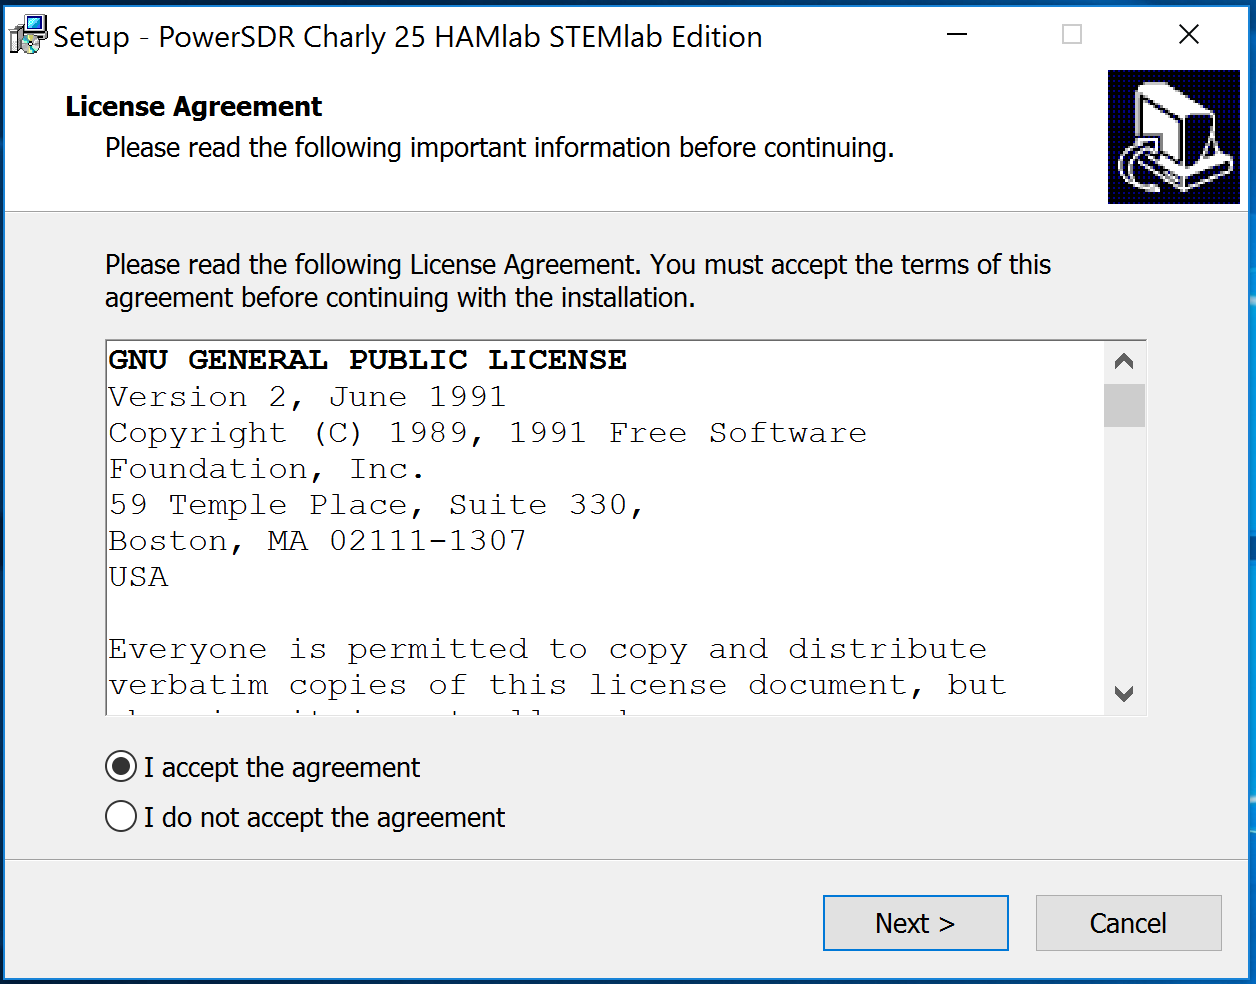 Setup - PowerSDR Charly 25 HAMlab STEMlab Edition
License Agreement
Please read the following important information before continuing.
Please read the following License Agreement. You must accept the terms of this
agreement before continuing with the installation.
GNU GENERAL PUBLIC LICENSE
Version 2, June 1991
Copyright (C) 1989, 1991 Free Software
Foundation, Inc.
59 Temple Place, Suite 330,
Boston, MA 02111-1307
USA
Everyone is permitted to copy and distribute
verbatim copies of this license document, but
I accept the agreement
I do not accept the agreement
Next >
Cancel